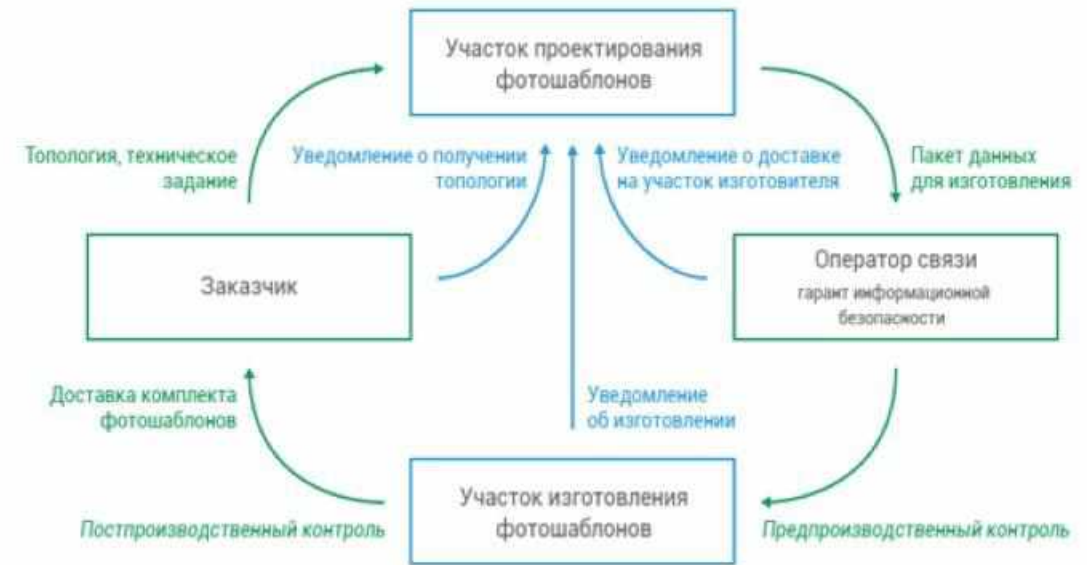 Участок проектирования
фотошаблонов
Топология, техническое
задание
Уведомление о получении
топологии
Уведомление о доставке
на участок изготовителя
Пакет данных
для изготовления
Заказчик
Оператор связи
гарант информационной
безопасности
Доставка комплекта
фотошаблонов
Уведомление
об изготовлении
Участок изготовления
фотошаблонов
Постпроизводственный контроль
Предпроизводственный контроль